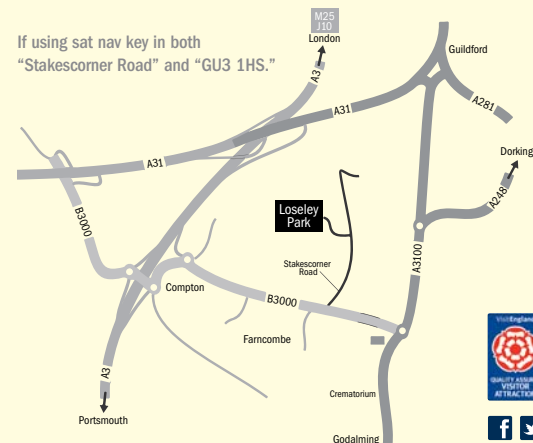 If using sat nav key in both
“Stakescorner Road” and “GU3 1HS.”
M25
J10
London
A3
Guildford
A31
A281
A31
Dorking
A248
B3000
Loseley
Park
A3100
Stakescorner
Road
Compton
B3000
Farncombe
A3
Portsmouth
Crematorium
Godalming
VisitEngland
QUALITY ASSURED
VISITOR
ATTRACTION